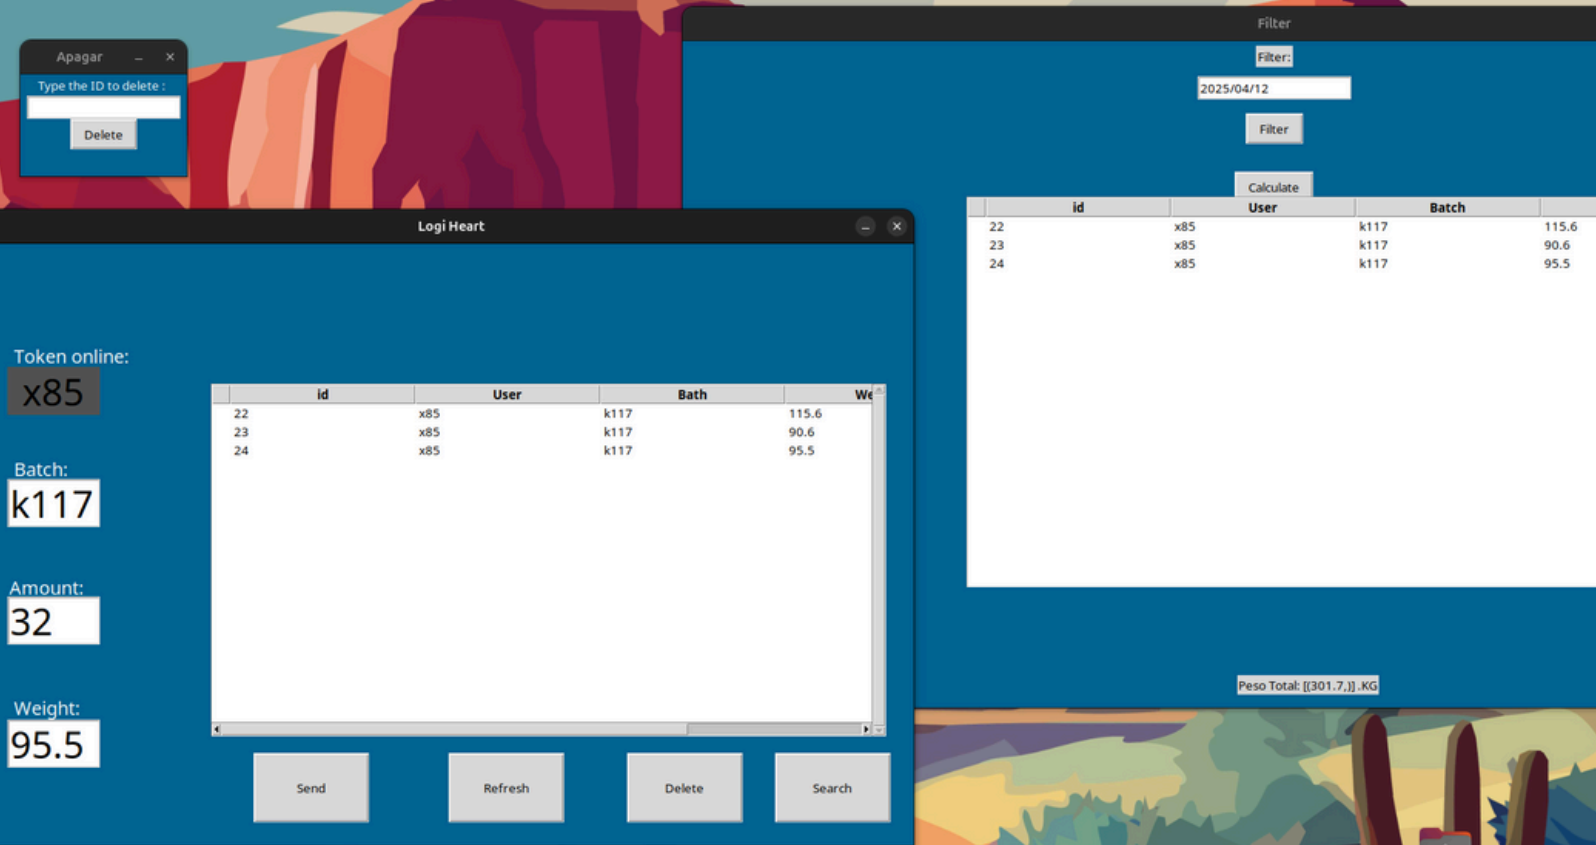 Apagar
Type the ID to delete :
Delete
Filter
Filter:
2025/04/12
Filter
Calculate
id User Batch
22 x85 k117 115.6
23 x85 k117 90.6
24 x85 k117 95.5
Peso Total: [(301.7,)] .KG
Logi Heart
Token online:
x85
Batch:
k117
Amount:
32
Weight:
95.5
id User Bath We
22 x85 k117 115.6
23 x85 k117 90.6
24 x85 k117 95.5
Send Refresh Delete Search